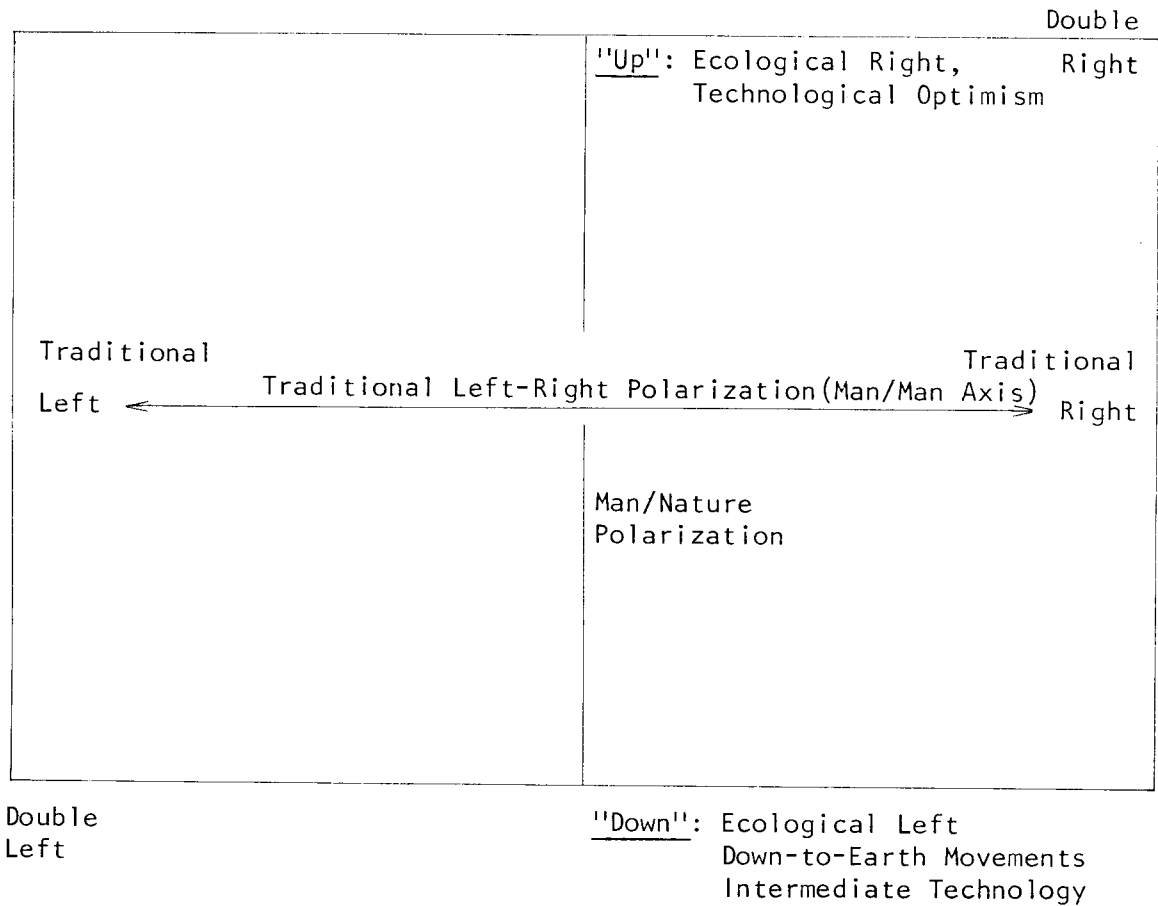 Double
"Up": Ecological Right, Right
Technological Optimism
Traditional
Left
Traditional Left-Right Polarization(Man/Man Axis)
Traditional
Right
Man/Nature
Polarization
Double
Left
"Down": Ecological Left
Down-to-Earth Movements
Intermediate Technology